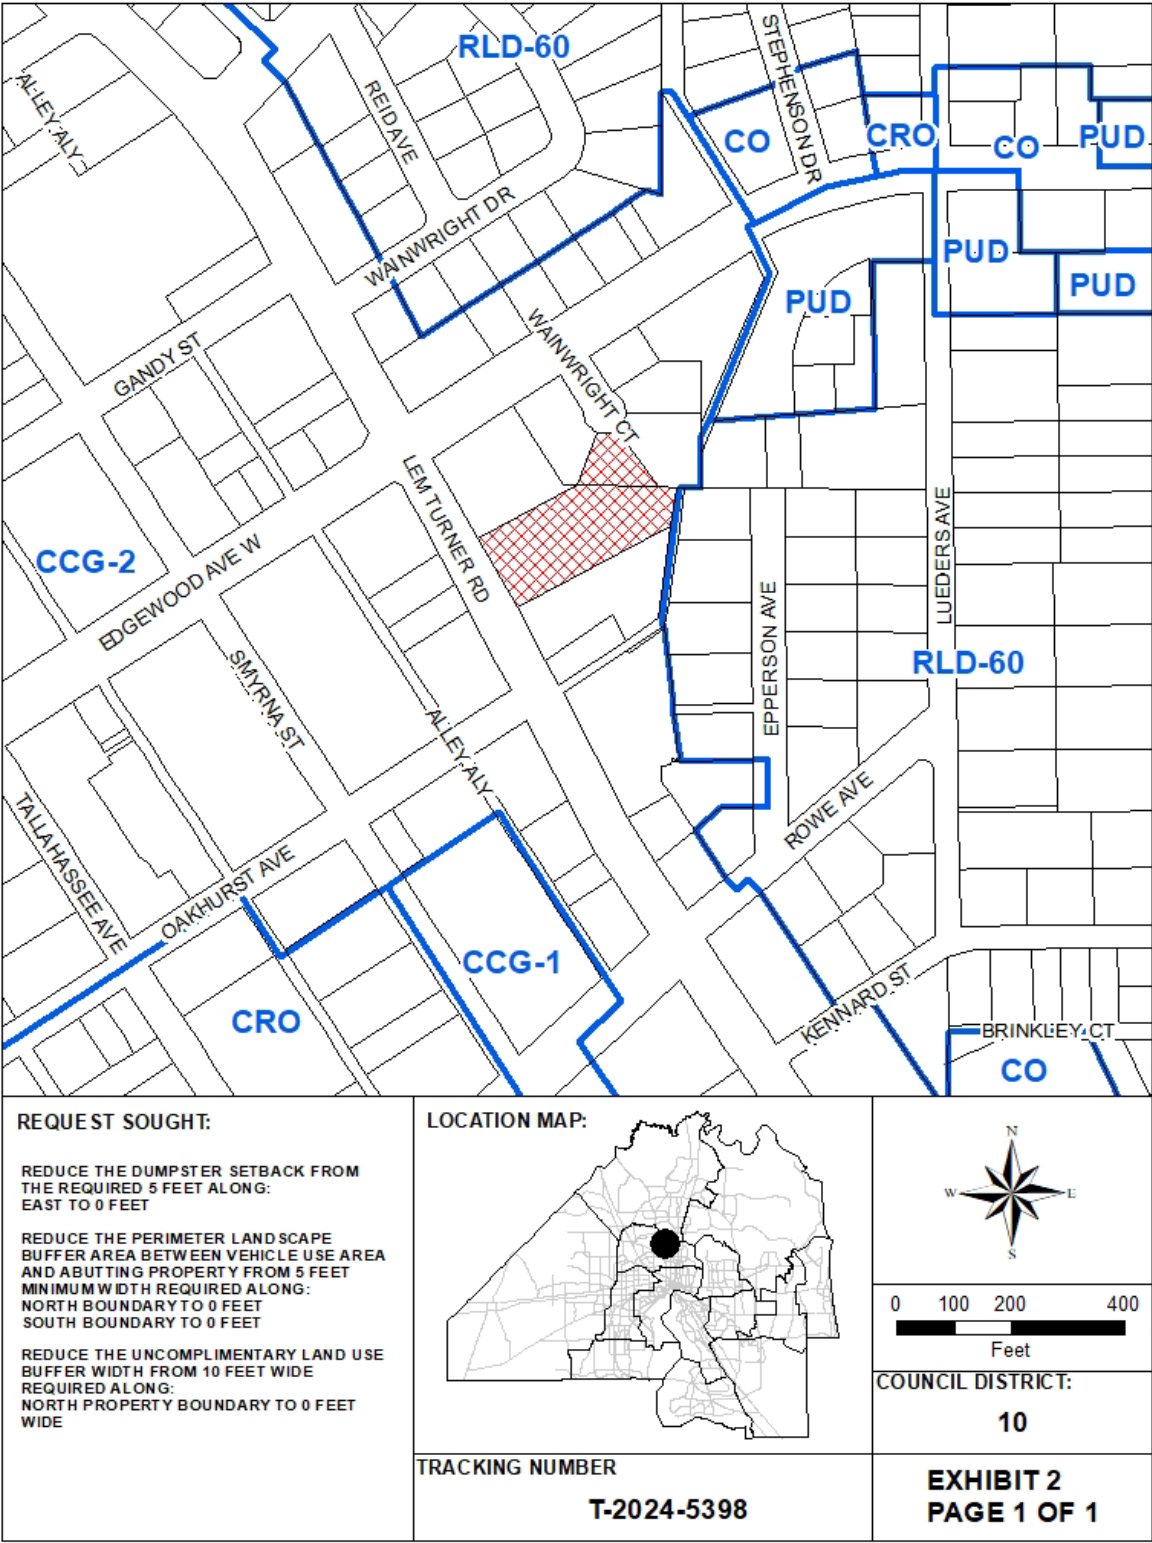 RLD-60
STEPHENSON DR
ALLEY ALY
REID AVE
CO
CRO
CO
PUD
WAINWRIGHT DR
PUD
PUD
PUD
WAINWRIGHT CT
GANDY ST
LEM TURNER RD
CCG-2
EDGEWOOD AVE W
LUEDERS AVE
EPPERSON AVE
RLD-60
SMYRNA ST
ALLEY ALY
TALLAHASSEE AVE
ROWE AVE
OAKHURST AVE
CCG-1
CRO
KENNARD ST
BRINKLEY CT
CO
REQUEST SOUGHT:
REDUCE THE DUMPSTER SETBACK FROM
THE REQUIRED 5 FEET ALONG:
EAST TO 0 FEET
REDUCE THE PERIMETER LANDSCAPE
BUFFER AREA BETWEEN VEHICLE USE AREA
AND ABUTTING PROPERTY FROM 5 FEET
MINIMUM WIDTH REQUIRED ALONG:
NORTH BOUNDARY TO 0 FEET
SOUTH BOUNDARY TO 0 FEET
REDUCE THE UNCOMPLIMENTARY LAND USE
BUFFER WIDTH FROM 10 FEET WIDE
REQUIRED ALONG:
NORTH PROPERTY BOUNDARY TO 0 FEET
WIDE
LOCATION MAP:
N
W E
S
0 100 200 400
Feet
COUNCIL DISTRICT:
10
TRACKING NUMBER
T-2024-5398
EXHIBIT 2
PAGE 1 OF 1